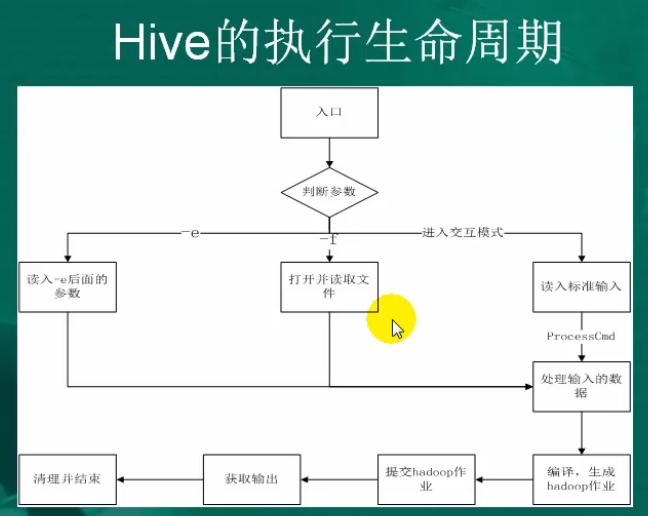 Hive的执行生命周期
入口
判断参数
-e
-f
进入交互模式
读入-e后面的
参数
打开并读取文
件
读入标准输入
ProcessCmd
处理输入的数
据
清理并结束
获取输出
提交hadoop作
业
编译，生成
hadoop作业